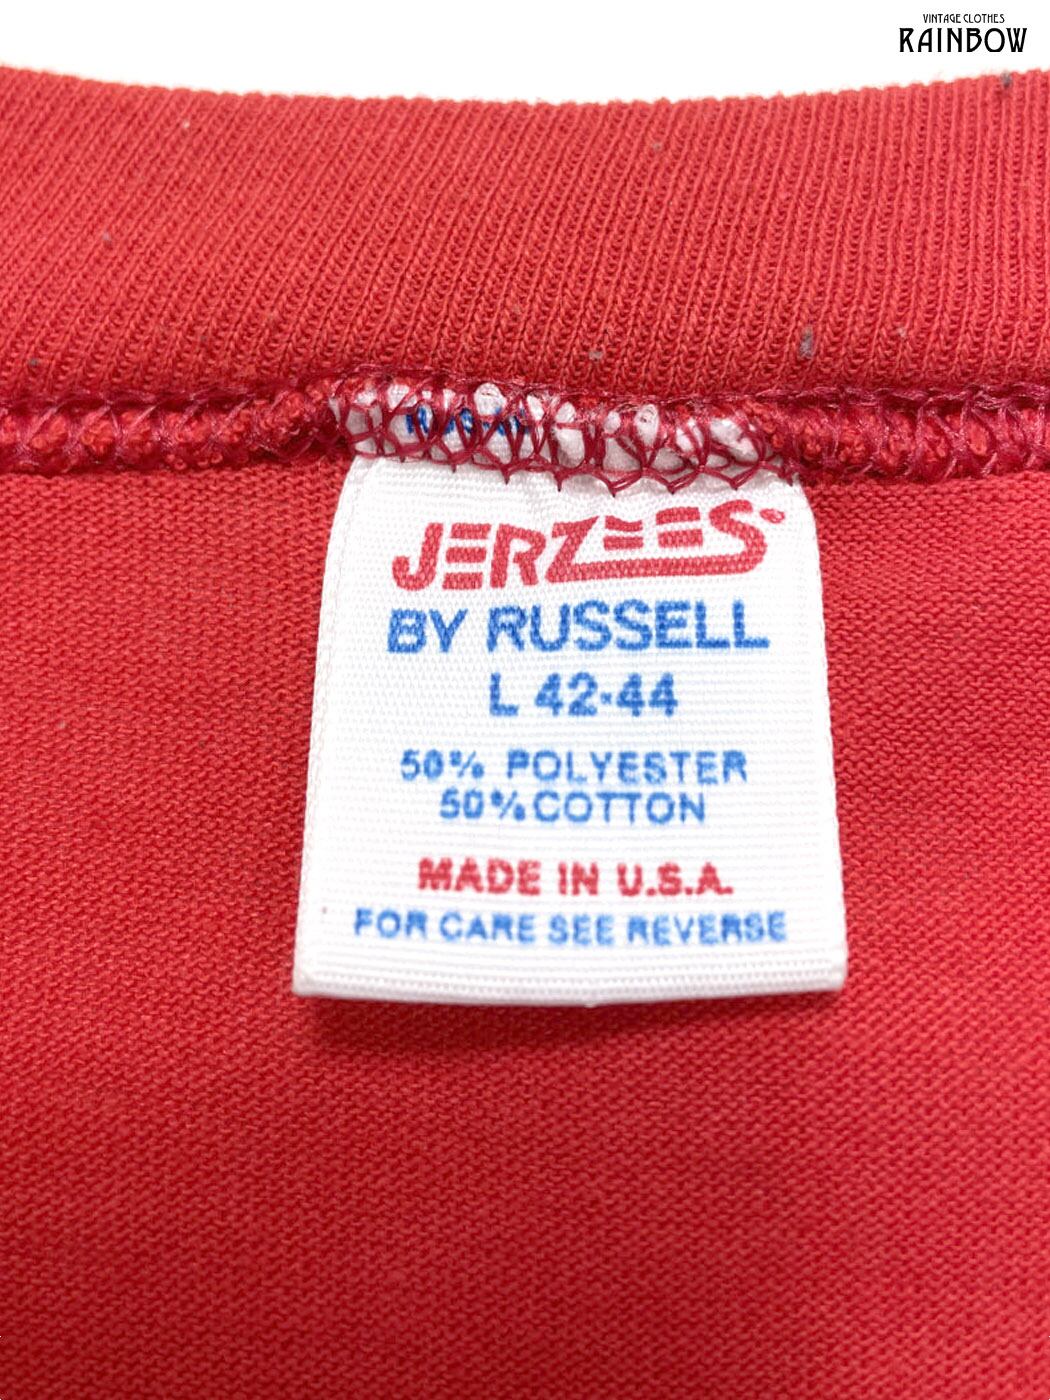 VINTAGE CLOTHES
RAINBOW
JERZEES
BY RUSSELL
L 42-44
50% POLYESTER
50% COTTON
MADE IN U.S.A.
FOR CARE SEE REVERSE